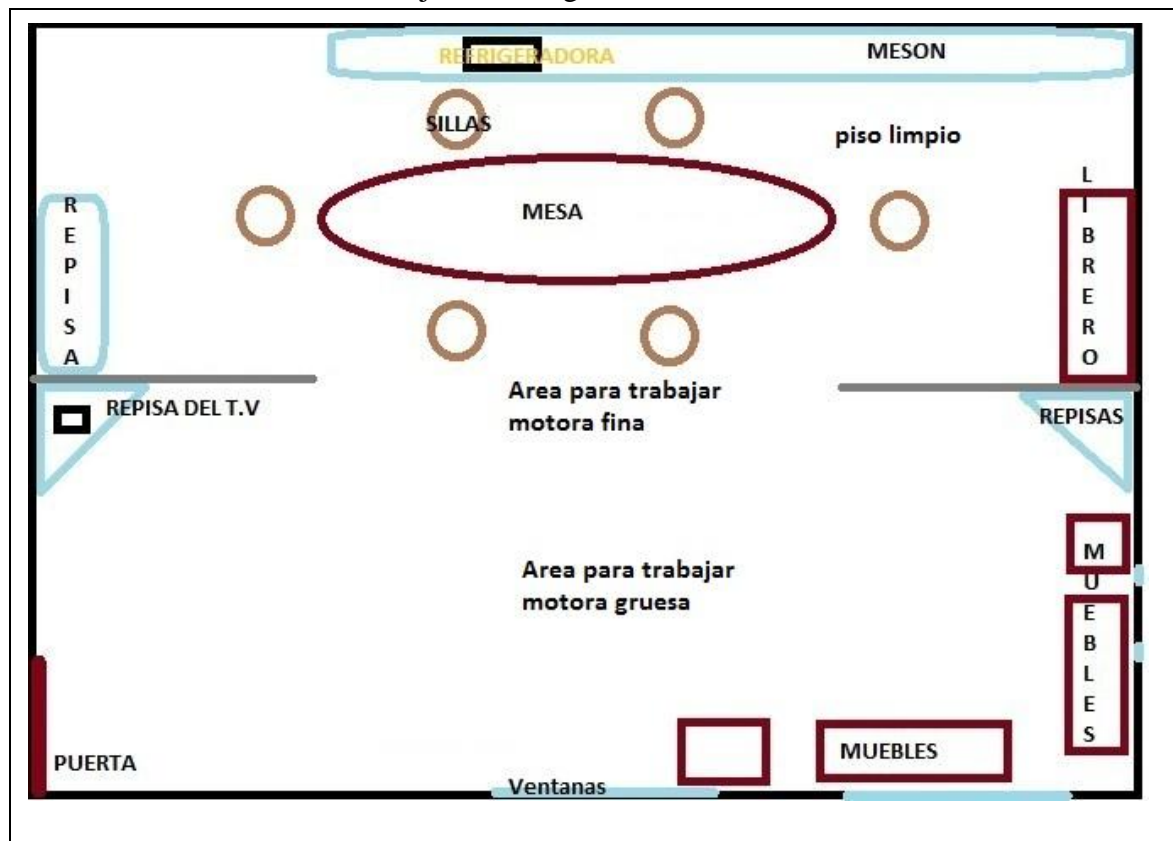 REFRIGERADORA
MESON
SILLAS
piso limpio
MESA
REPISA
LIBRERO
Area para trabajar
motora fina
REPISA DEL T.V
REPISAS
Area para trabajar
motora gruesa
MUEBLES
MUEBLES
PUERTA
Ventanas